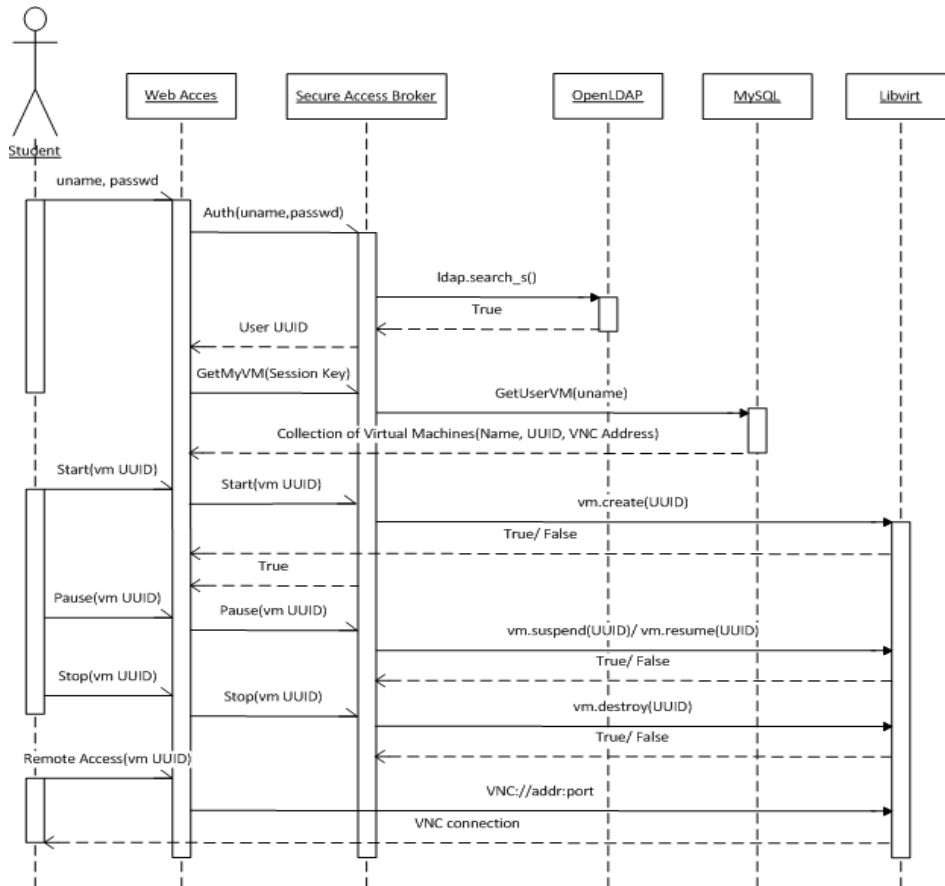 Web Acces
Secure Access Broker
OpenLDAP
MySQL
Libvirt
Student
uname, passwd
Auth(uname,passwd)
ldap.search_s()
True
User UUID
GetMyVM(Session Key)
GetUserVM(uname)
Collection of Virtual Machines(Name, UUID, VNC Address)
Start(vm UUID)
Start(vm UUID)
vm.create(UUID)
True/ False
True
Pause(vm UUID)
Pause(vm UUID)
vm.suspend(UUID)/ vm.resume(UUID)
True/ False
Stop(vm UUID)
Stop(vm UUID)
vm.destroy(UUID)
True/ False
Remote Access(vm UUID)
VNC://addr:port
VNC connection